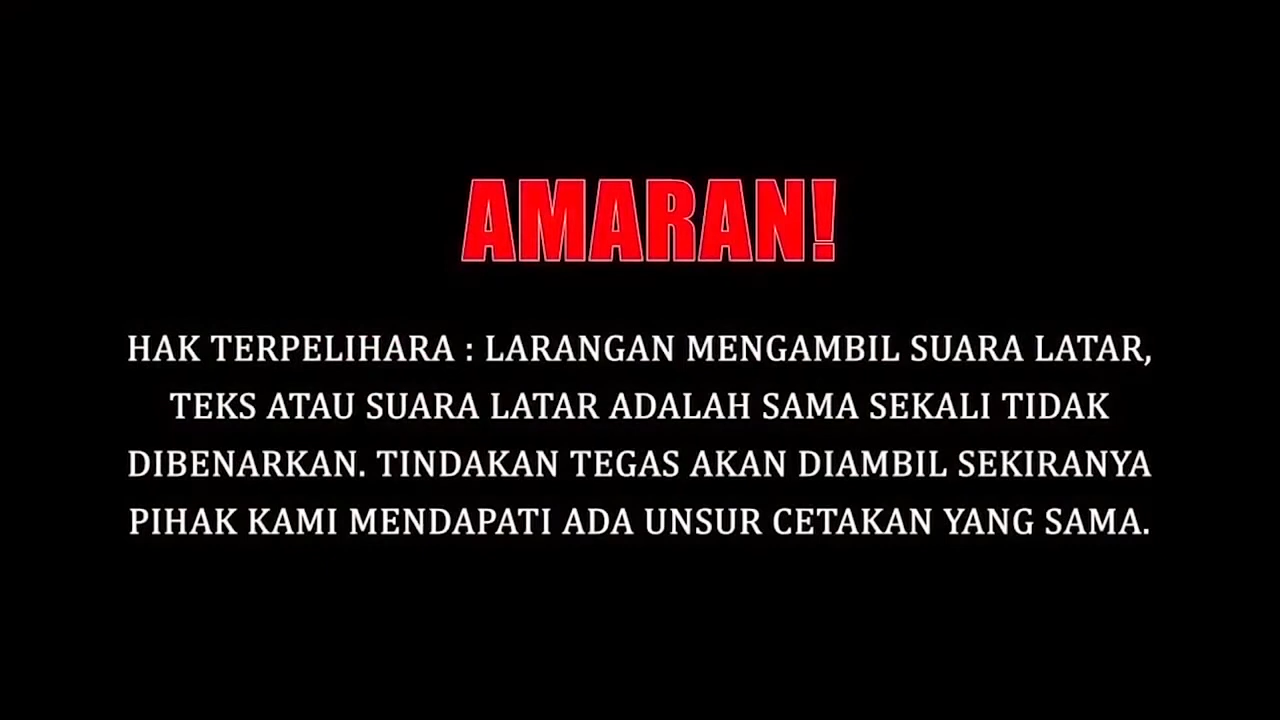 AMARAN!
HAK TERPELIHARA : LARANGAN MENGAMBIL SUARA LATAR,
TEKS ATAU SUARA LATAR ADALAH SAMA SEKALI TIDAK
DIBENARKAN. TINDAKAN TEGAS AKAN DIAMBIL SEKIRANYA
PIHAK KAMI MENDAPATI ADA UNSUR CETAKAN YANG SAMA.